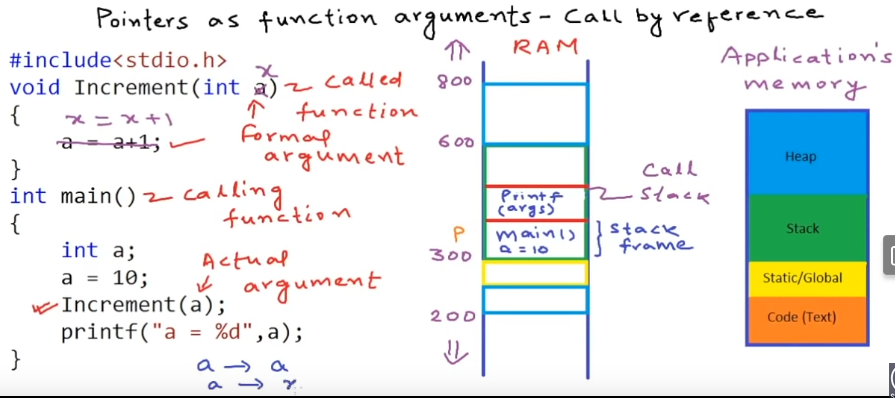 Pointers as function arguments - Call by reference
#include<stdio.h>
x
void Increment(int a)
called
function
{
x = x+1
a = a+1;
formal
argument
}
int main()
calling
function
{
int a;
a = 10;
Actual
argument
Increment(a);
printf("a = %d",a);
}
a → a
a → x
RAM
800
600
Printf
(args)
Call
stack
P
main()
a = 10
stack
frame
300
200
Application's
memory
Heap
Stack
Static/Global
Code (Text)